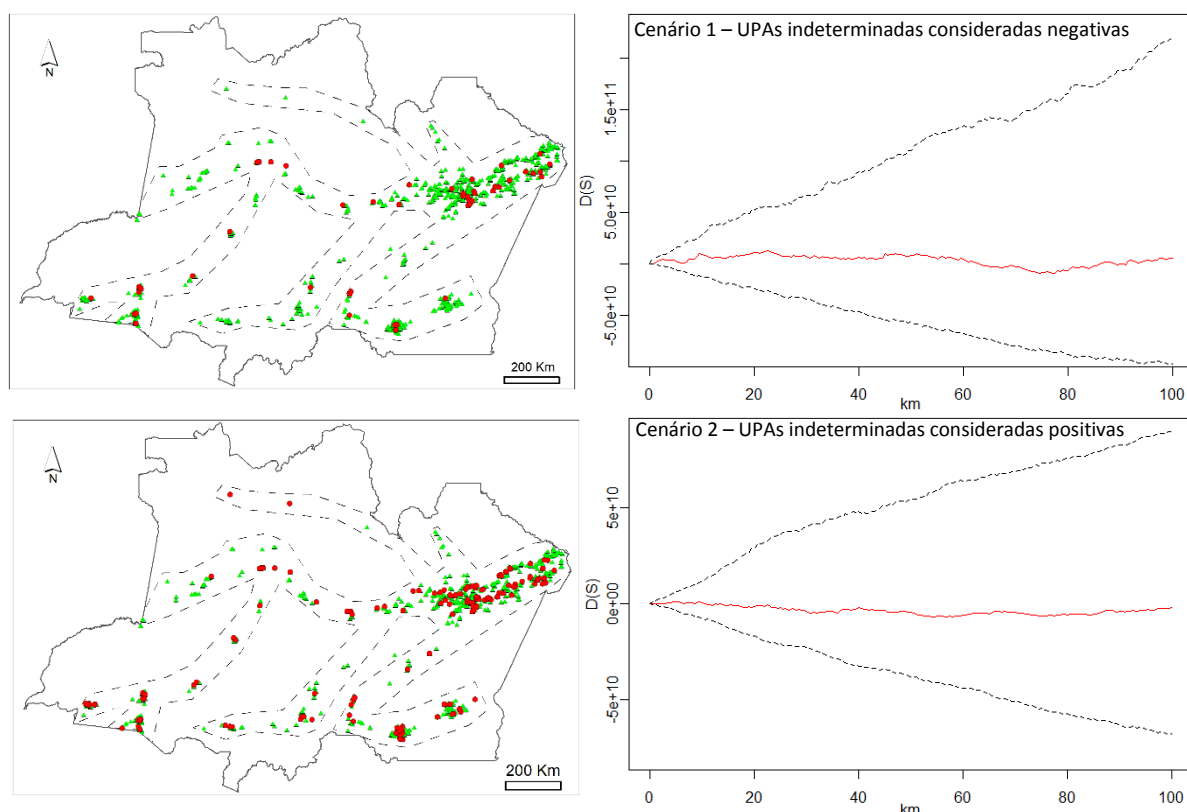 N
200 Km
Cenário 1 – UPAs indeterminadas consideradas negativas
D(S)
1.5e+11
5.0e+10
-5.0e+10
0 20 40 60 80 100
km
N
200 Km
Cenário 2 – UPAs indeterminadas consideradas positivas
D(S)
5e+10
0e+00
-5e+10
0 20 40 60 80 100
km